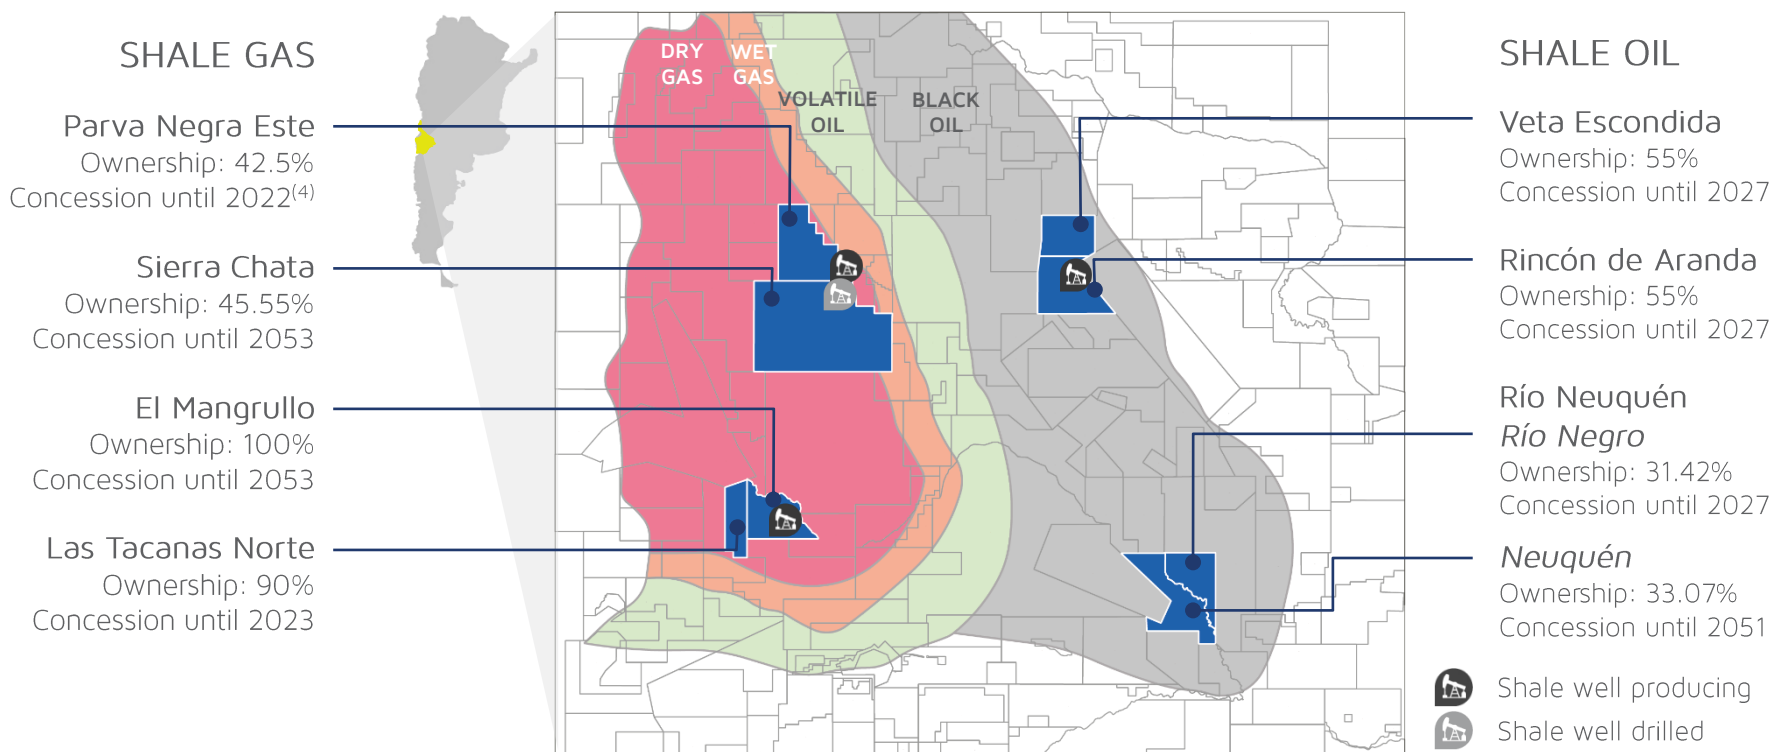 SHALE GAS
Parva Negra Este
Ownership: 42.5%
Concession until 2022(4)
Sierra Chata
Ownership: 45.55%
Concession until 2053
El Mangrullo
Ownership: 100%
Concession until 2053
Las Tacanas Norte
Ownership: 90%
Concession until 2023
DRY
GAS
WET
GAS
VOLATILE
OIL
BLACK
OIL
SHALE OIL
Veta Escondida
Ownership: 55%
Concession until 2027
Rincón de Aranda
Ownership: 55%
Concession until 2027
Río Neuquén
Río Negro
Ownership: 31.42%
Concession until 2027
Neuquén
Ownership: 33.07%
Concession until 2051
Shale well producing
Shale well drilled